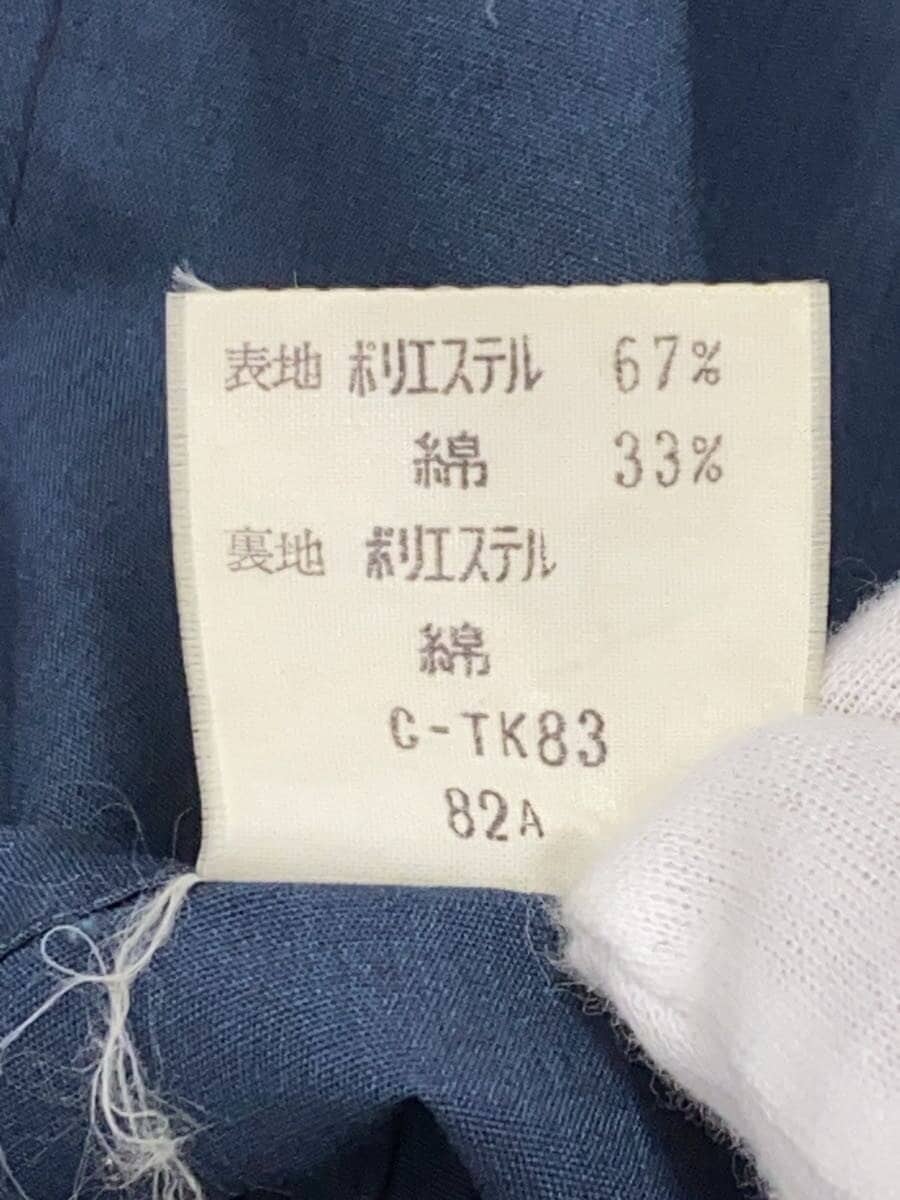 表地 ポリエステル 67%
綿 33%
裏地 ポリエステル
綿
C-TK83
82A